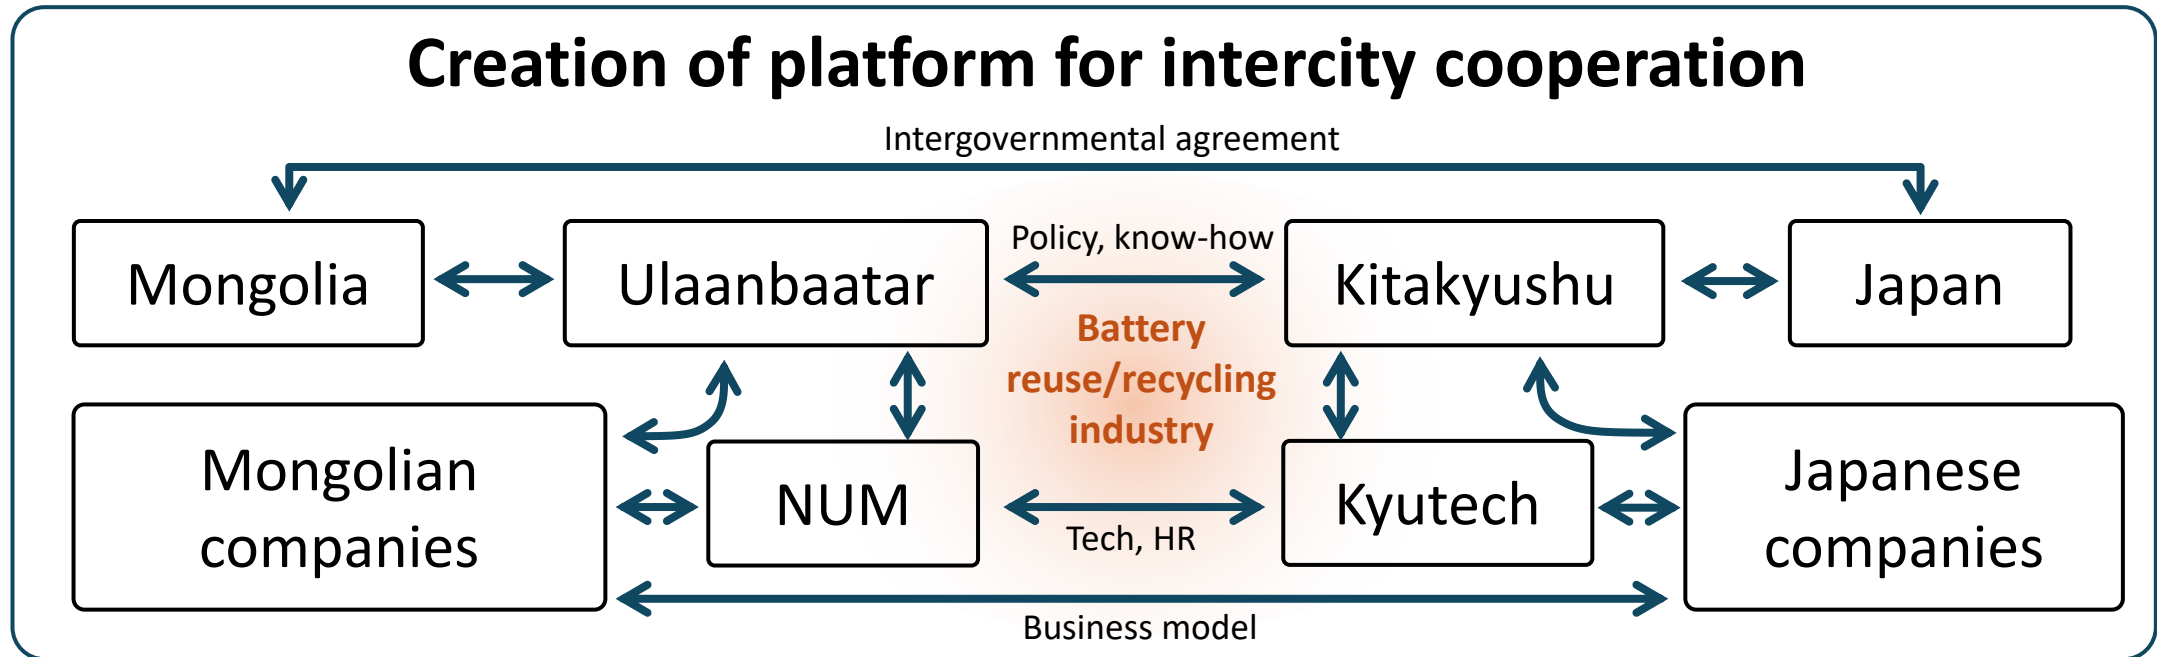 Creation of platform for intercity cooperation
Intergovernmental agreement
Mongolia
Ulaanbaatar
Policy, know-how
Kitakyushu
Japan
Battery
reuse/recycling
industry
Mongolian
companies
NUM
Tech, HR
Kyutech
Japanese
companies
Business model